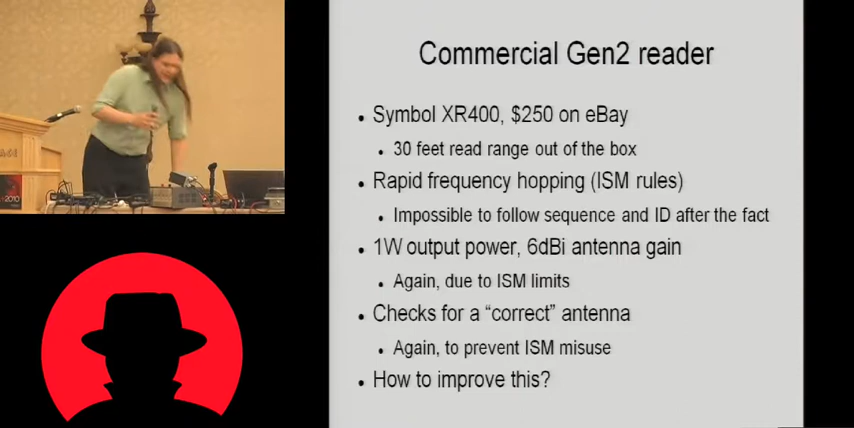 Commercial Gen2 reader
• Symbol XR400, $250 on eBay
• 30 feet read range out of the box
• Rapid frequency hopping (ISM rules)
• Impossible to follow sequence and ID after the fact
• 1W output power, 6dBi antenna gain
• Again, due to ISM limits
• Checks for a “correct” antenna
• Again, to prevent ISM misuse
• How to improve this?
2010